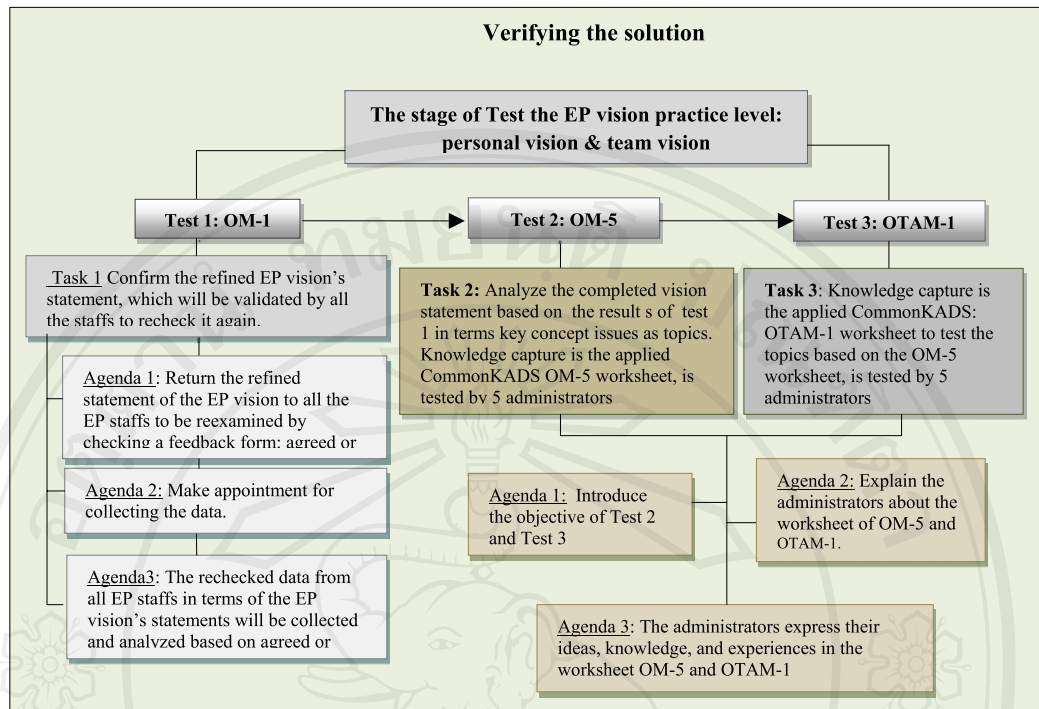 Verifying the solution
The stage of Test the EP vision practice level:
personal vision & team vision
Test 1: OM-1
Test 2: OM-5
Test 3: OTAM-1
Task 1 Confirm the refined EP vision's
statement, which will be validated by all
the staffs to recheck it again.
Agenda 1: Return the refined
statement of the EP vision to all the
EP staffs to be reexamined by
checking a feedback form: agreed or
Agenda 2: Make appointment for
collecting the data.
Agenda3: The rechecked data from
all EP staffs in terms of the EP
vision's statements will be collected
and analyzed based on agreed or
Task 2: Analyze the completed vision
statement based on the result s of test
1 in terms key concept issues as topics.
Knowledge capture is the applied
CommonKADS OM-5 worksheet, is
tested by 5 administrators
Task 3: Knowledge capture is
the applied CommonKADS:
OTAM-1 worksheet to test the
topics based on the OM-5
worksheet, is tested by 5
administrators
Agenda 1: Introduce
the objective of Test 2
and Test 3
Agenda 2: Explain the
administrators about the
worksheet of OM-5 and
OTAM-1.
Agenda 3: The administrators express their
ideas, knowledge, and experiences in the
worksheet OM-5 and OTAM-1